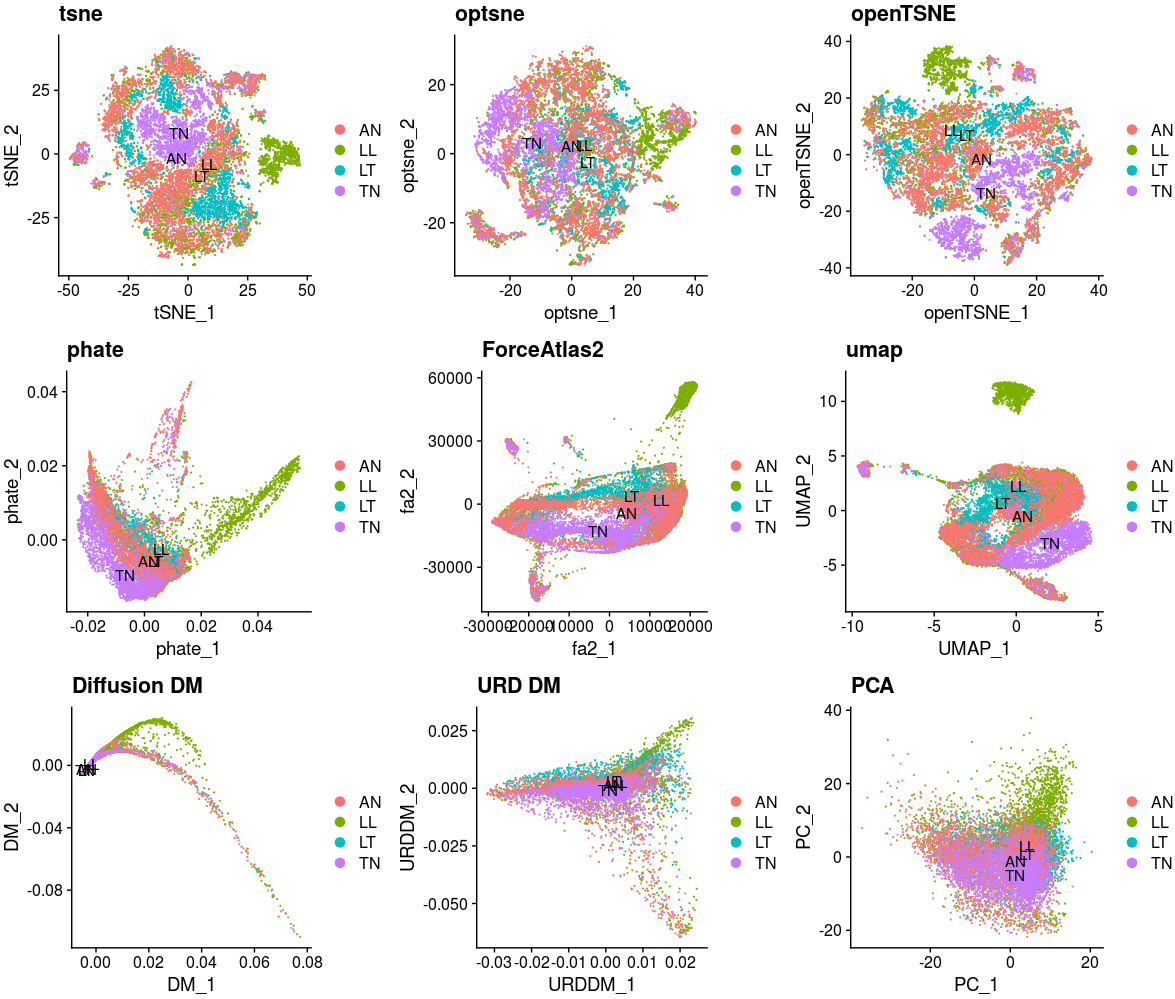 tsne
tSNE_2
25
0
-25
-50
-25
0
25
50
tSNE_1
TN
AN
LL
LT
AN
LL
LT
TN
optsne
optsne_2
20
0
-20
-20
0
20
40
optsne_1
TN
AN
LL
LT
AN
LL
LT
TN
openTSNE
openTSNE_2
40
20
0
-20
-40
-20
0
20
40
openTSNE_1
LL
LT
AN
TN
AN
LL
LT
TN
phate
phate_2
0.04
0.02
0.00
-0.02
0.00
0.02
0.04
phate_1
LL
AN
LT
TN
AN
LL
LT
TN
ForceAtlas2
fa2_2
60000
30000
0
-30000
-30000
-20000
-10000
0
10000
20000
fa2_1
LT
LL
AN
TN
AN
LL
LT
TN
umap
UMAP_2
10
5
0
-5
-10
-5
0
5
UMAP_1
LL
LT
AN
TN
AN
LL
LT
TN
Diffusion DM
DM_2
0.00
-0.04
-0.08
0.00
0.02
0.04
0.06
0.08
DM_1
AN
LL
LT
TN
URD DM
URDDM_2
0.025
0.000
-0.025
-0.050
-0.03
-0.02
-0.01
0.00
0.01
0.02
URDDM_1
TN
AN
LL
LT
TN
PCA
PC_2
40
20
0
-20
-20
0
20
PC_1
LL
LT
AN
TN
AN
LL
LT
TN